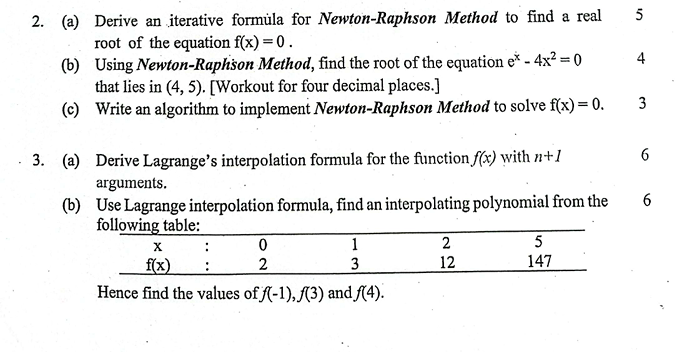 2. (a) Derive an iterative formula for Newton-Raphson Method to find a real 5
root of the equation f(x) = 0 .
(b) Using Newton-Raphson Method, find the root of the equation eˣ - 4x² = 0 4
that lies in (4, 5). [Workout for four decimal places.]
(c) Write an algorithm to implement Newton-Raphson Method to solve f(x) = 0. 3
3. (a) Derive Lagrange's interpolation formula for the function f(x) with n+1 6
arguments.
(b) Use Lagrange interpolation formula, find an interpolating polynomial from the 6
following table:
x : 0 1 2 5
f(x) : 2 3 12 147
Hence find the values of f(-1), f(3) and f(4).